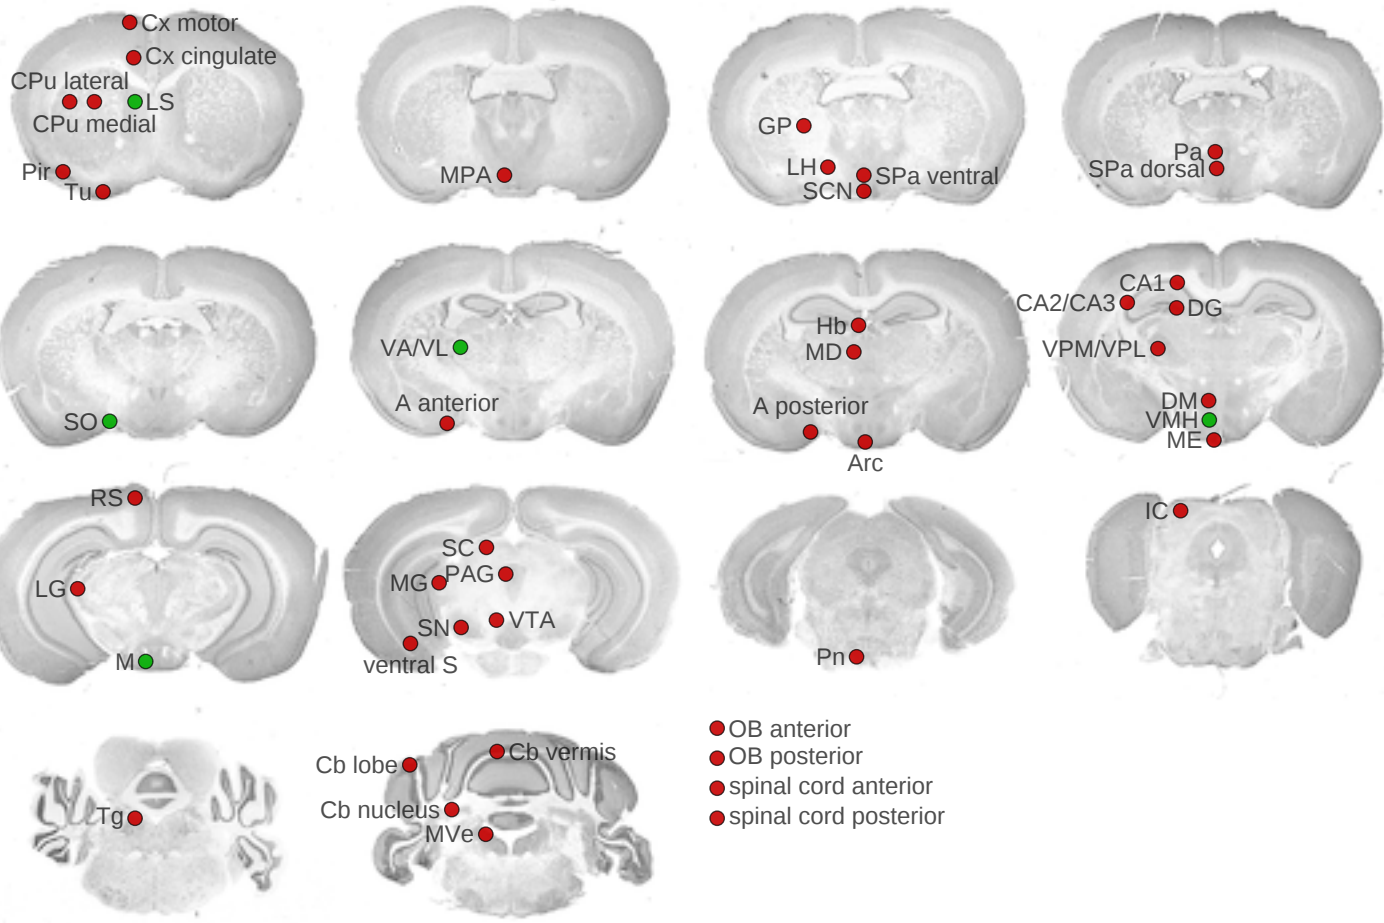 Cx motor
Cx cingulate
CPu lateral
LS
CPu medial
Pir
Tu
MPA
GP
LH
SPa ventral
SCN
Pa
SPa dorsal
SO
VA/VL
A anterior
Hb
MD
A posterior
Arc
CA1
CA2/CA3
DG
VPM/VPL
DM
VMH
ME
RS
LG
M
SC
MG
PAG
SN
VTA
ventral S
Pn
IC
Tg
Cb vermis
Cb lobe
Cb nucleus
MVe
OB anterior
OB posterior
spinal cord anterior
spinal cord posterior